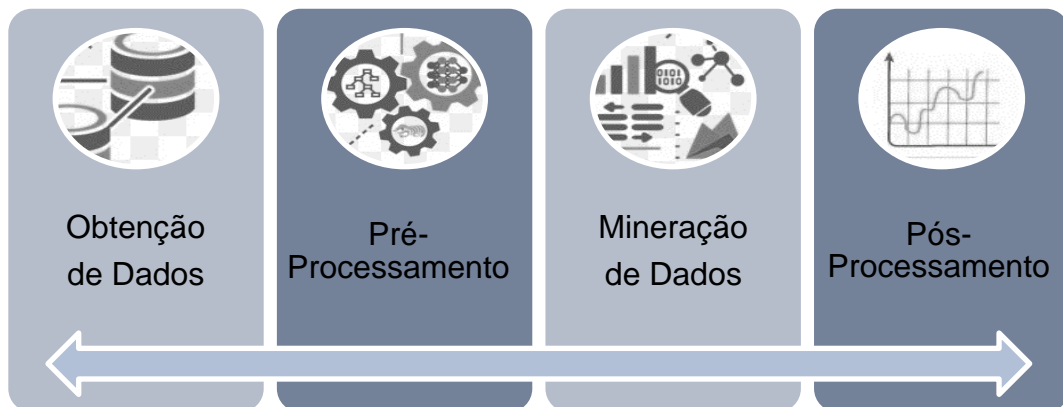 Obtenção
de Dados
Pré-
Processamento
Mineração
de Dados
Pós-
Processamento